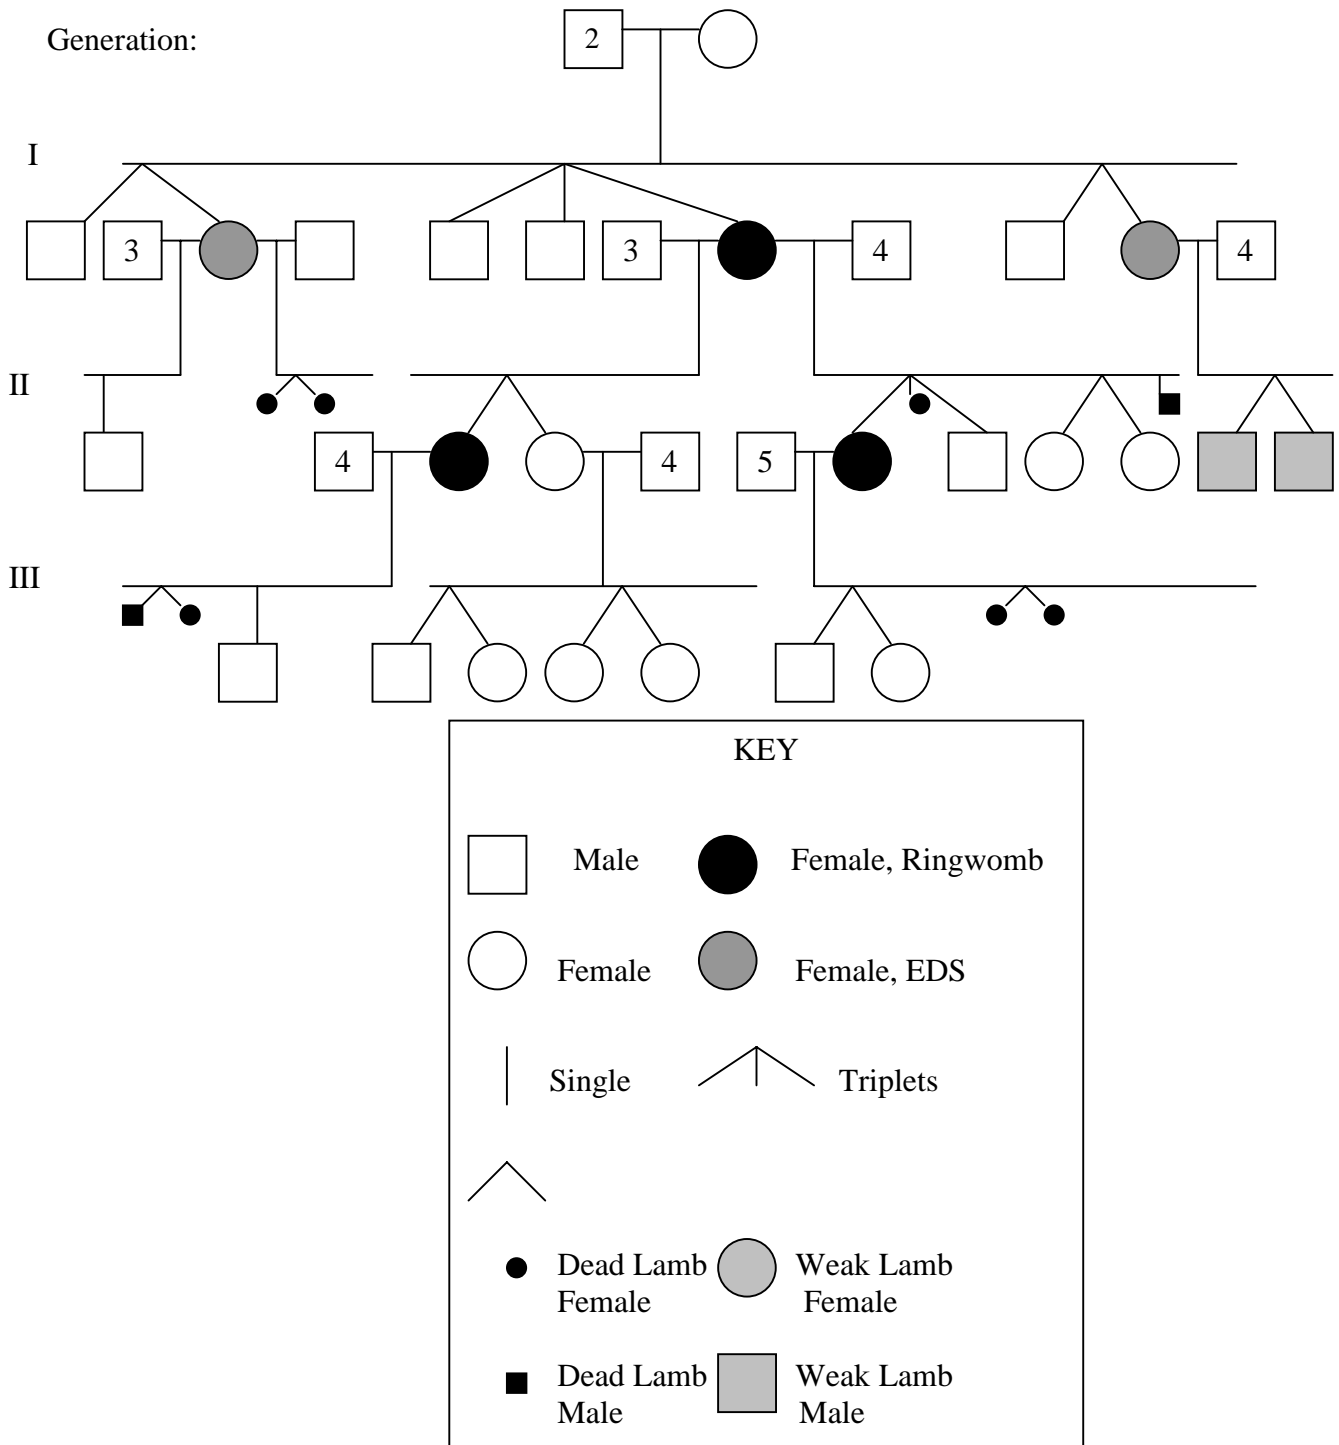 Generation:
2
I
3
3
4
4
II
4
4
5
III
KEY
Male
Female, Ringwomb
Female
Female, EDS
Single
Triplets
Dead Lamb
Female
Weak Lamb
Female
Dead Lamb
Male
Weak Lamb
Male